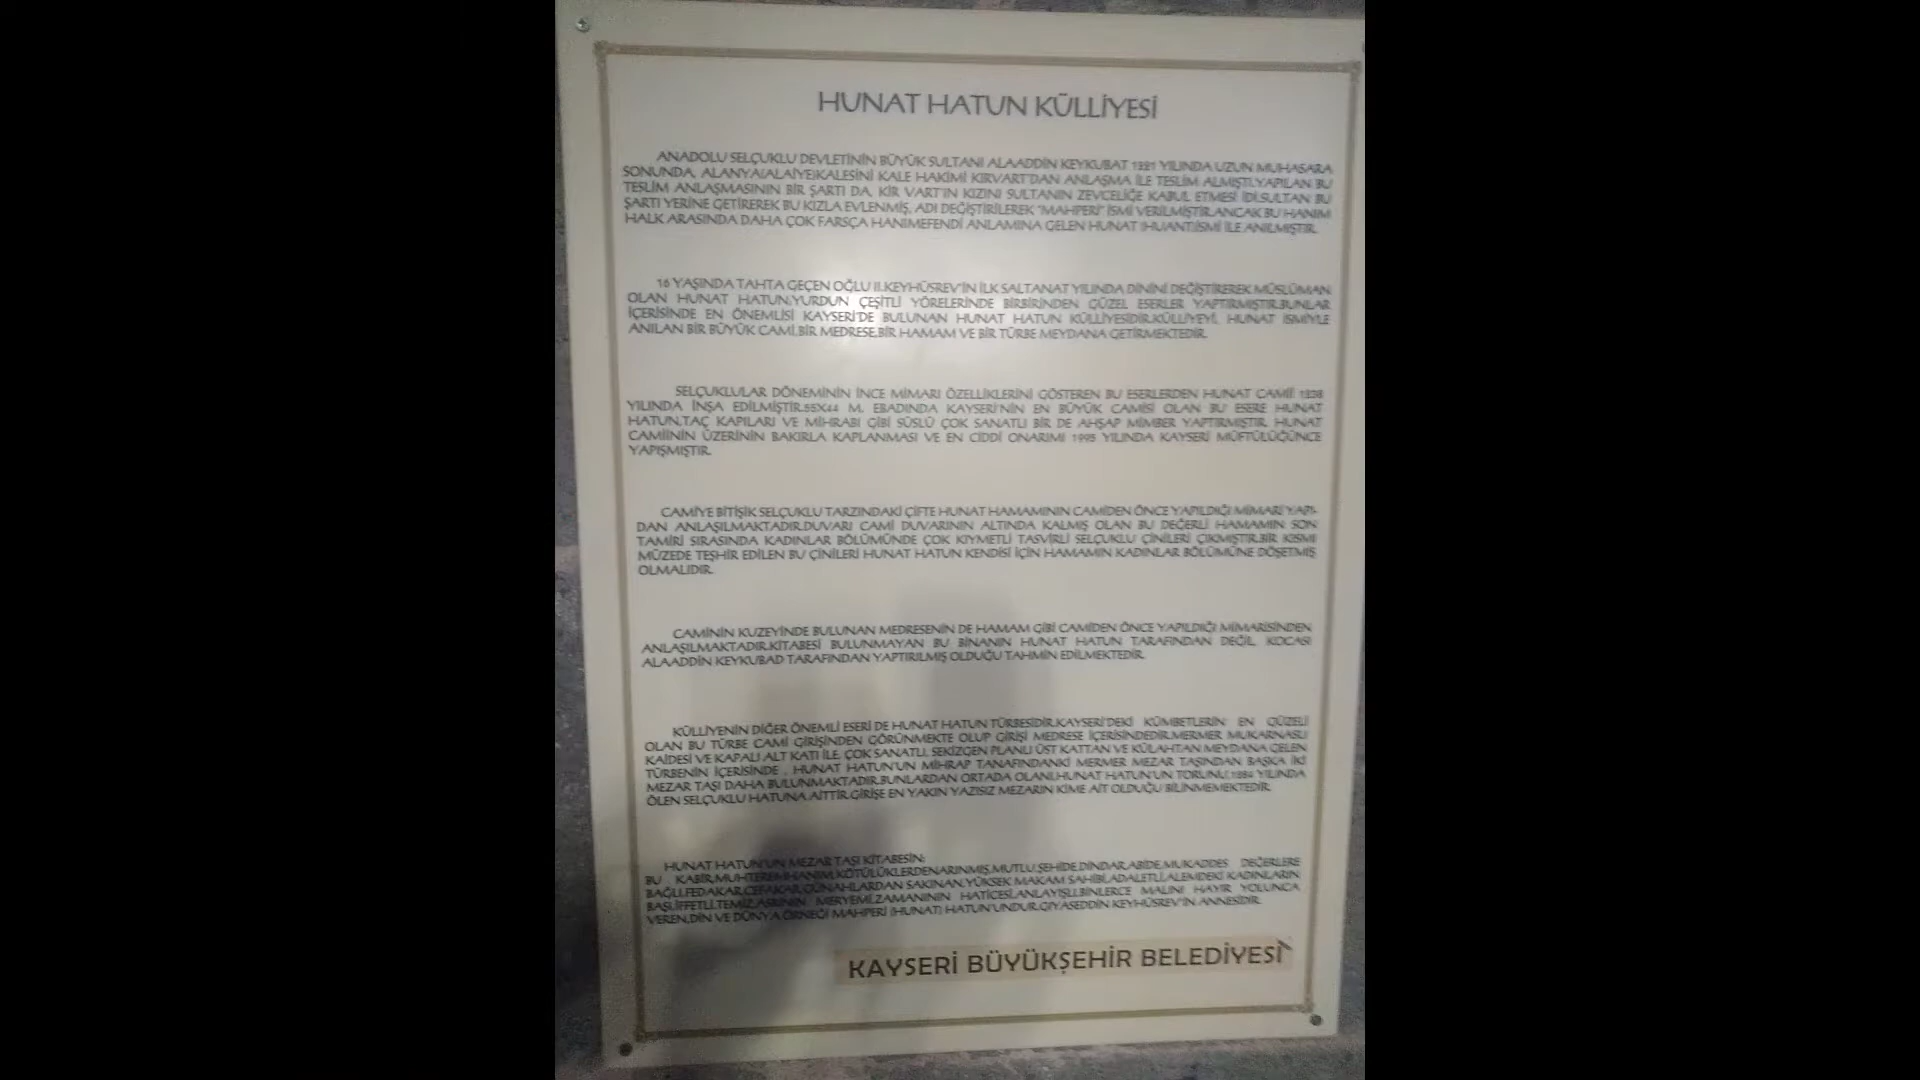 HUNAT HATUN KÜLLİYESİ
ANADOLU SELÇUKLU DEVLETİNİN BÜYÜK SULTANI ALAADDİN KEYKUBAT 1221 YILINDA UZUN MUHASARA
SONUNDA, ALANYA(ALAİYE)KALESİNİ KALE HAKİMİ KIRVART'DAN ANLAŞMA İLE TESLİM ALMIŞTI.YAPILAN BU
TESLİM ANLAŞMASININ BİR ŞARTI DA, KİR VART'IN KIZINI SULTANIN ZEVCELİĞE KABUL ETMESİ İDİ.SULTAN BU
ŞARTI YERİNE GETİREREK BU KIZLA EVLENMİŞ, ADI DEĞİŞTİRİLEREK "MAHPERİ" İSMİ VERİLMİŞTİR.ANCAK BU HANIM
HALK ARASINDA DAHA ÇOK FARSÇA HANIMEFENDİ ANLAMINA GELEN HUNAT (HUANT)İSMİ İLE ANILMIŞTIR.
16 YAŞINDA TAHTA GEÇEN OĞLU II.KEYHÜSREV'İN İLK SALTANAT YILINDA DİNİNİ DEĞİŞTİREREK MÜSLÜMAN
OLAN HUNAT HATUN,YURDUN ÇEŞİTLİ YÖRELERİNDE BİRBİRİNDEN GÜZEL ESERLER YAPTIRMIŞTIR.BUNLAR
İÇERİSİNDE EN ÖNEMLİSİ KAYSERİ'DE BULUNAN HUNAT HATUN KÜLLİYESİDİR.KÜLLİYEYİ, HUNAT İSMİYLE
ANILAN BİR BÜYÜK CAMİ,BİR MEDRESE,BİR HAMAM VE BİR TÜRBE MEYDANA GETİRMEKTEDİR.
SELÇUKLULAR DÖNEMİNİN İNCE MİMARI ÖZELLİKLERİNİ GÖSTEREN BU ESERLERDEN HUNAT CAMİİ 1238
YILINDA İNŞA EDİLMİŞTİR.55X44 M. EBADINDA KAYSERİ'NİN EN BÜYÜK CAMİSİ OLAN BU ESERE HUNAT
HATUN,TAÇ KAPILARI VE MİHRABI GİBİ SÜSLÜ ÇOK SANATLI BİR DE AHŞAP MİMBER YAPTIRMIŞTIR. HUNAT
CAMİİNİN ÜZERİNİN BAKIRLA KAPLANMASI VE EN CİDDİ ONARIMI 1995 YILINDA KAYSERİ MÜFTÜLÜĞÜNCE
YAPIŞMIŞTIR.
CAMİYE BİTİŞİK SELÇUKLU TARZINDAKİ ÇİFTE HUNAT HAMAMININ CAMİDEN ÖNCE YAPILDIĞI MİMARİ YAPI-
DAN ANLAŞILMAKTADIR.DUVARI CAMİ DUVARININ ALTINDA KALMIŞ OLAN BU DEĞERLİ HAMAMIN SON
TAMİRİ SIRASINDA KADINLAR BÖLÜMÜNDE ÇOK KIYMETLİ TASVİRLİ SELÇUKLU ÇİNİLERİ ÇIKMIŞTIR.BİR KISMI
MÜZEDE TEŞHİR EDİLEN BU ÇİNİLERİ HUNAT HATUN KENDİSİ İÇİN HAMAMIN KADINLAR BÖLÜMÜNE DÖŞETMİŞ
OLMALIDIR.
CAMİNİN KUZEYİNDE BULUNAN MEDRESENİN DE HAMAM GİBİ CAMİDEN ÖNCE YAPILDIĞI MİMARİSİNDEN
ANLAŞILMAKTADIR.KİTABESİ BULUNMAYAN BU BİNANIN HUNAT HATUN TARAFINDAN DEĞİL, KOCASI
ALAADDİN KEYKUBAD TARAFINDAN YAPTIRILMIŞ OLDUĞU TAHMİN EDİLMEKTEDİR.
KÜLLİYENİN DİĞER ÖNEMLİ ESERİ DE HUNAT HATUN TÜRBESİDİR.KAYSERİ'DEKİ KÜMBETLERİN EN GÜZELİ
OLAN BU TÜRBE CAMİ GİRİŞİNDEN GÖRÜNMEKTE OLUP GİRİŞİ MEDRESE İÇERİSİNDEDİR.MERMER MUKARNASLI
KAİDESİ VE KAPALI ALT KATI İLE, ÇOK SANATLI, SEKİZGEN PLANLI ÜST KATTAN VE KÜLAHTAN MEYDANA GELEN
TÜRBENİN İÇERİSİNDE , HUNAT HATUN'UN MİHRAP TANAFINDANKİ MERMER MEZAR TAŞINDAN BAŞKA İKİ
MEZAR TAŞI DAHA BULUNMAKTADIR.BUNLARDAN ORTADA OLANI,HUNAT HATUN'UN TORUNU,1284 YILINDA
ÖLEN SELÇUKLU HATUNA AİTTİR.GİRİŞE EN YAKIN YAZISIZ MEZARIN KİME AİT OLDUĞU BİLİNMEMEKTEDİR.
HUNAT HATUN'UN MEZAR TAŞI KİTABESİN;
BU KABİR,MUHTEREM HANIM, KÖTÜLÜKLERDEN ARINMIŞ,MUTLU,ŞEHİDE,DİNDAR,ABİDE,MUKADDES DEĞERLERE
BAĞLI,FEDAKAR,CEFAKAR,GÜNAHLARDAN SAKINAN,YÜKSEK MAKAM SAHİBİ,ADALETLİ,ALEMDEKİ KADINLARIN
BAŞI,İFFETLİ,TEMİZ,ASRININ MERYEMİ,ZAMANININ HATİCESİ,ANLAYIŞLI,BİNLERCE MALINI HAYIR YOLUNCA
VEREN,DİN VE DÜNYA ÖRNEĞİ MAHPERİ (HUNAT) HATUN'UNDUR.GIYASEDDİN KEYHÜSREV'İN ANNESİDİR.
KAYSERİ BÜYÜKŞEHİR BELEDİYESİ